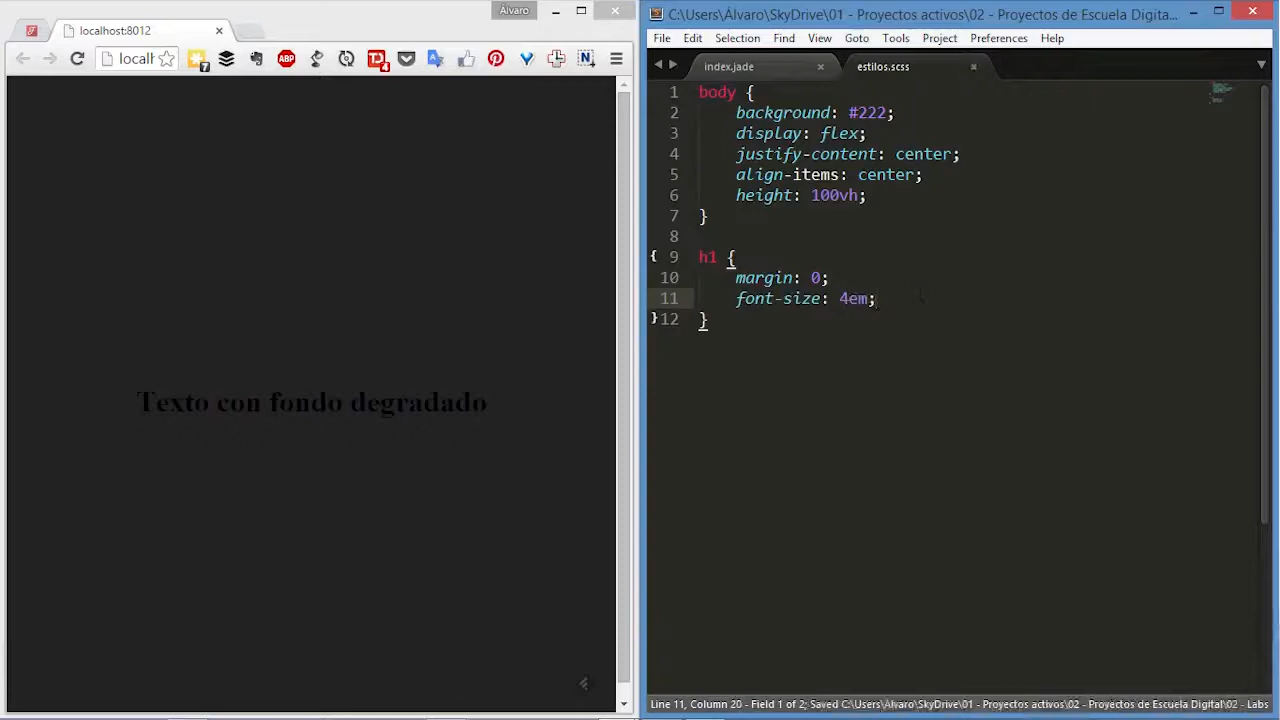 Álvaro
localhost:8012
localh
7
ABP
4
N
Texto con fondo degradado
C:\Users\Álvaro\SkyDrive\01 - Proyectos activos\02 - Proyectos de Escuela Digital...
File Edit Selection Find View Goto Tools Project Preferences Help
index.jade estilos.scss
1 body {
2 background: #222;
3 display: flex;
4 justify-content: center;
5 align-items: center;
6 height: 100vh;
7 }
8
{ 9 h1 {
10 margin: 0;
11 font-size: 4em;
} 12 }
Line 11, Column 20 - Field 1 of 2; Saved C:\Users\Álvaro\SkyDrive\01 - Proyectos activos\02 - Proyectos de Escuela Digital\02 - Labs